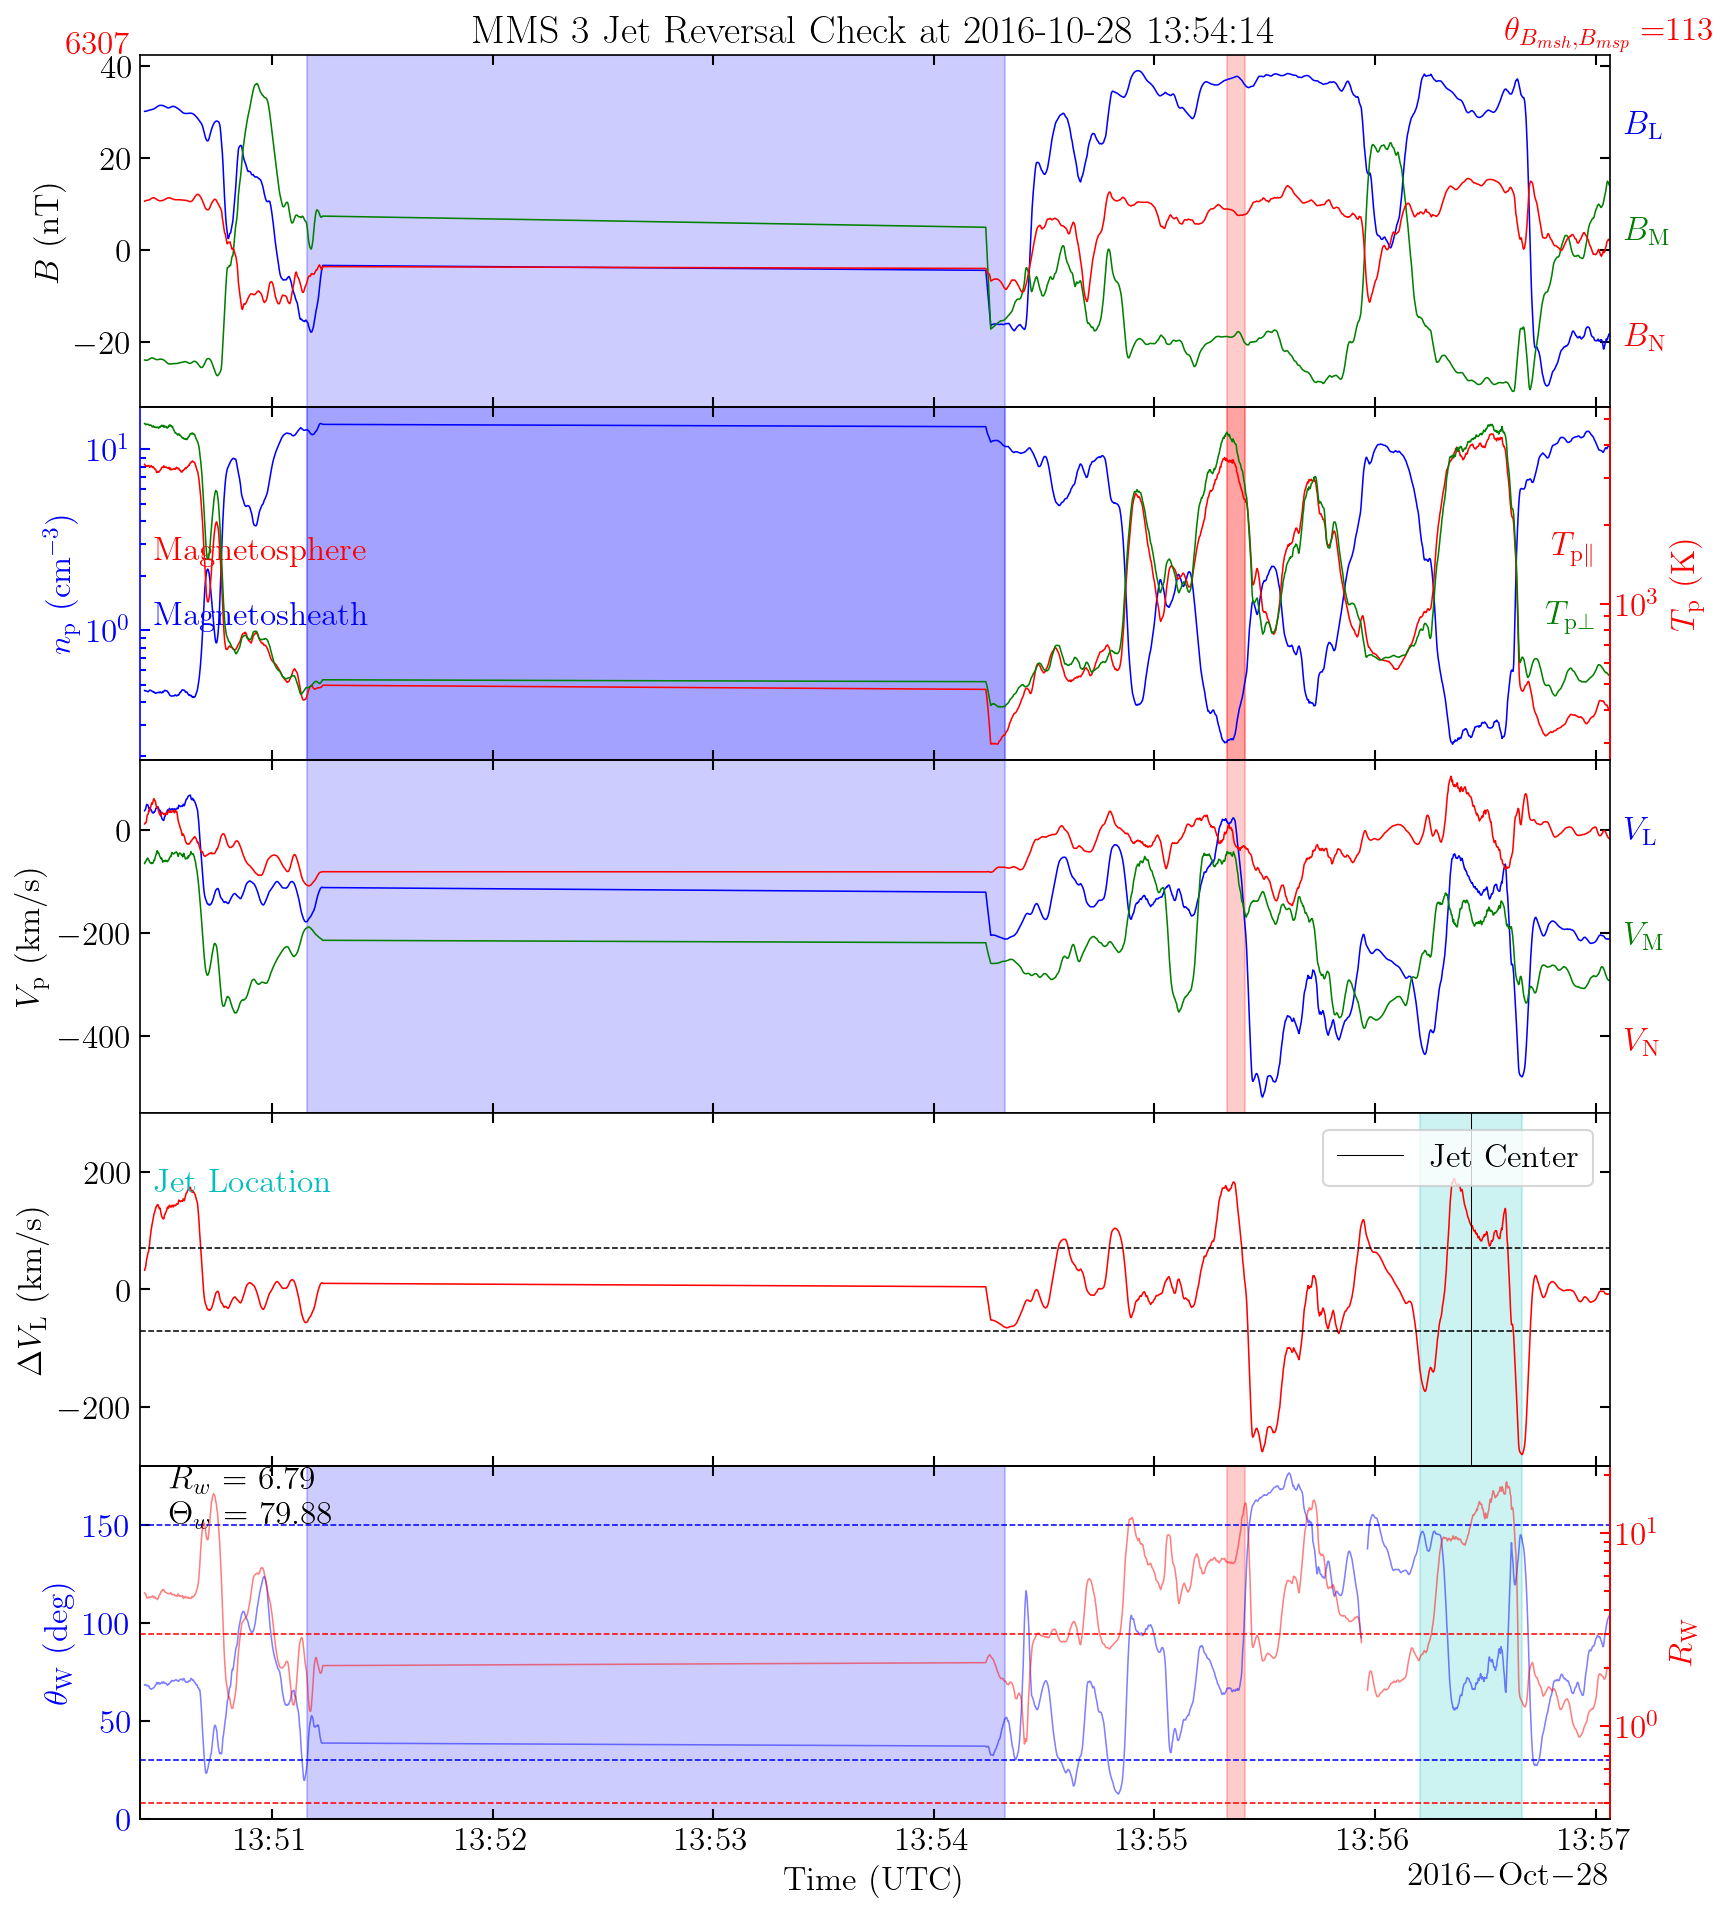 MMS 3 Jet Reversal Check at 2016-10-28 13:54:14
6307
θ_{B_{msh},B_{msp}} =113
40
20
0
−20
B (nT)
B_L
B_M
B_N
10^1
10^0
n_p (cm^{−3})
Magnetosphere
Magnetosheath
T_{p∥}
T_{p⊥}
10^3
T_p (K)
0
−200
−400
V_p (km/s)
V_L
V_M
V_N
200
0
−200
ΔV_L (km/s)
Jet Location
Jet Center
R_w = 6.79
Θ_w = 79.88
150
100
50
0
θ_W (deg)
10^1
10^0
R_W
13:51 13:52 13:53 13:54 13:55 13:56 13:57
Time (UTC)
2016−Oct−28